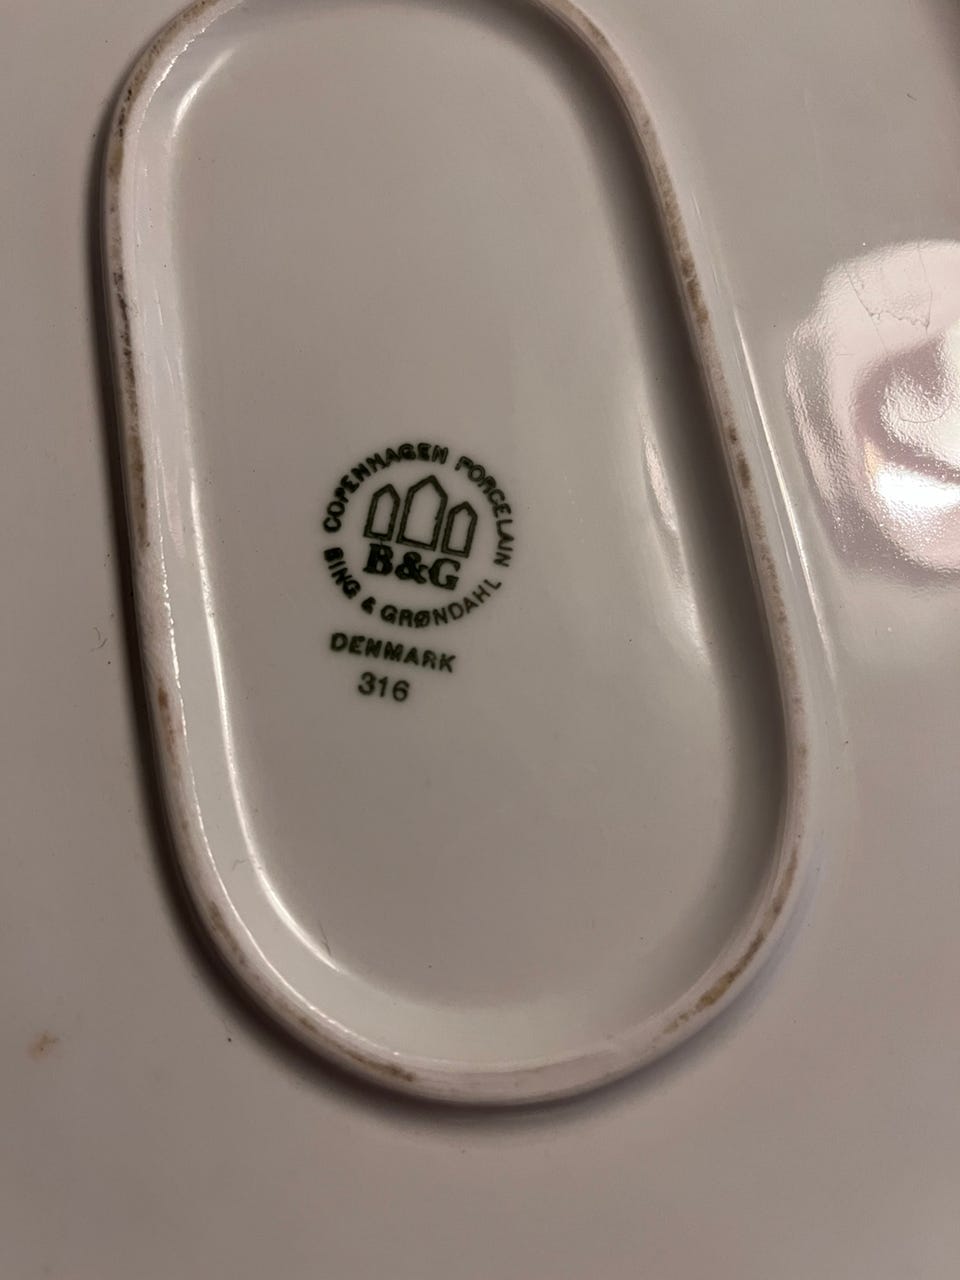 COPENHAGEN PORCELAIN
B&G
BING & GRØNDAHL
DENMARK
316